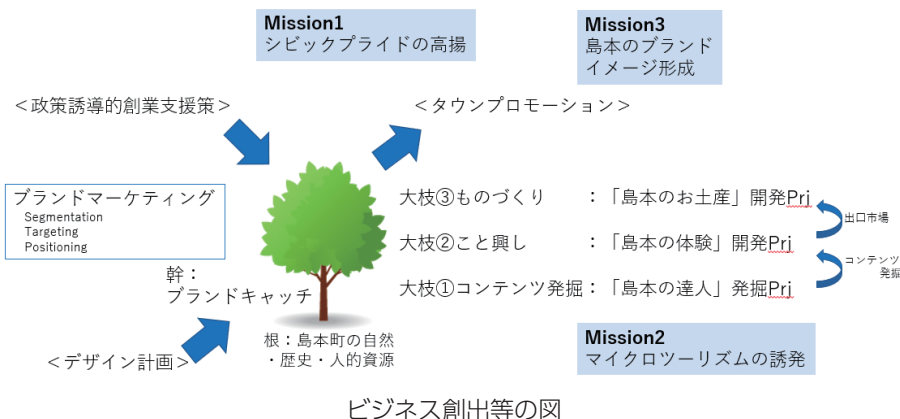 Mission1
シビックプライドの高揚
Mission3
島本のブランド
イメージ形成
＜政策誘導的創業支援策＞
＜タウンプロモーション＞
ブランドマーケティング
Segmentation
Targeting
Positioning
大枝③ものづくり　　：「島本のお土産」開発Prj
出口市場
大枝②こと興し　　　：「島本の体験」開発Prj
コンテンツ
発掘
大枝①コンテンツ発掘：「島本の達人」発掘Prj
幹：
ブランドキャッチ
根：島本町の自然
・歴史・人的資源
＜デザイン計画＞
Mission2
マイクロツーリズムの誘発
ビジネス創出等の図